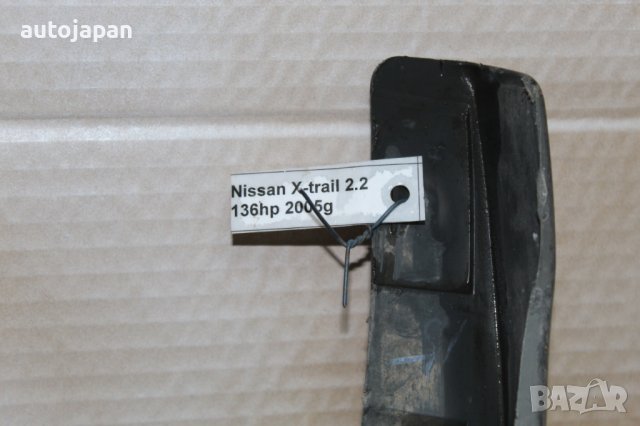 autojapan
Nissan X-trail 2.2
136hp 2005g
BAZAR